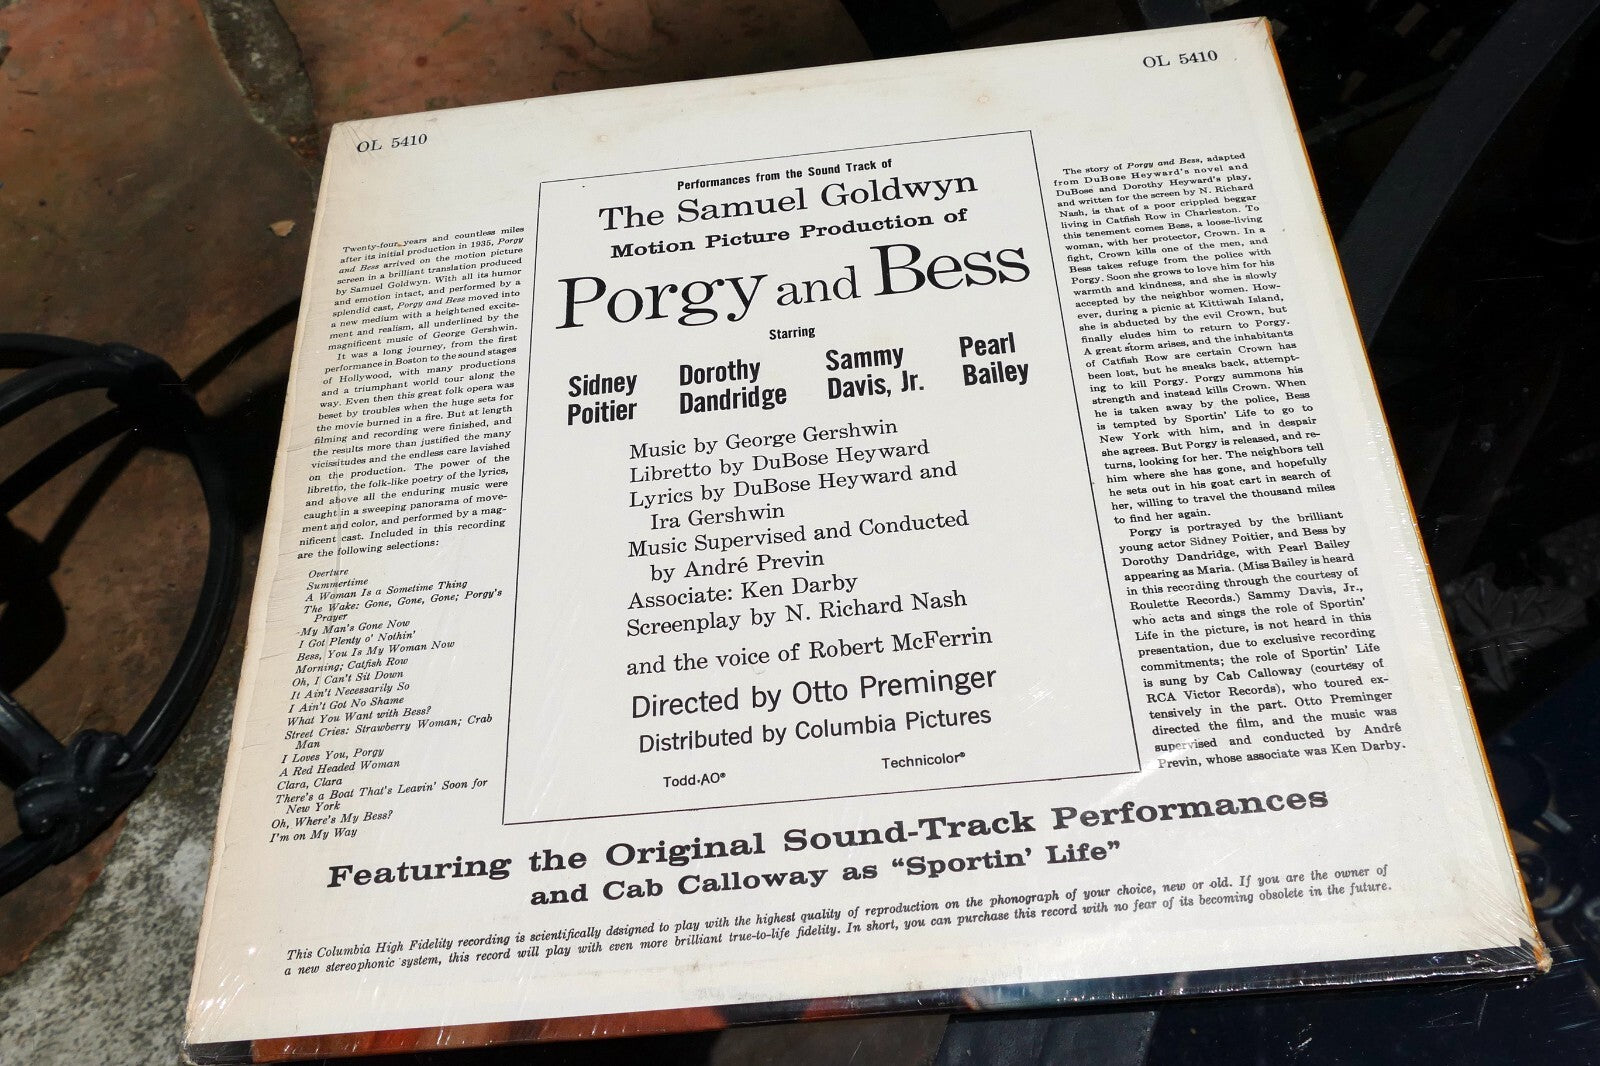 OL 5410
OL 5410
Twenty-four years and countless miles
after its initial production in 1935, Porgy
and Bess arrived on the motion picture
screen in a brilliant translation produced
by Samuel Goldwyn. With all its humor
and emotion intact, and performed by a
splendid cast, Porgy and Bess moved into
a new medium with a heightened excite-
ment and realism, all underlined by the
magnificent music of George Gershwin.
It was a long journey, from the first
performance in Boston to the sound stages
of Hollywood, with many productions
and a triumphant world tour along the
way. Even then this great folk opera was
beset by troubles when the huge sets for
the movie burned in a fire. But at length
filming and recording were finished, and
the results more than justified the many
vicissitudes and the endless care lavished
on the production. The power of the
libretto, the folk-like poetry of the lyrics,
and above all the enduring music were
caught in a sweeping panorama of move-
ment and color, and performed by a mag-
nificent cast. Included in this recording
are the following selections:
Overture
Summertime
A Woman Is a Sometime Thing
The Wake: Gone, Gone, Gone; Porgy's
Prayer
My Man's Gone Now
I Got Plenty o' Nothin'
Bess, You Is My Woman Now
Morning; Catfish Row
Oh, I Can't Sit Down
It Ain't Necessarily So
I Ain't Got No Shame
What You Want with Bess?
Street Cries: Strawberry Woman; Crab
Man
I Loves You, Porgy
A Red Headed Woman
Clara, Clara
There's a Boat That's Leavin' Soon for
New York
Oh, Where's My Bess?
I'm on My Way
Performances from the Sound Track of
The Samuel Goldwyn
Motion Picture Production of
Porgy and Bess
Starring
Sidney Poitier
Dorothy Dandridge
Sammy Davis, Jr.
Pearl Bailey
Music by George Gershwin
Libretto by DuBose Heyward
Lyrics by DuBose Heyward and
Ira Gershwin
Music Supervised and Conducted
by André Previn
Associate: Ken Darby
Screenplay by N. Richard Nash
and the voice of Robert McFerrin
Directed by Otto Preminger
Distributed by Columbia Pictures
Todd-AO®
Technicolor®
The story of Porgy and Bess, adapted
from DuBose Heyward's novel and
DuBose and Dorothy Heyward's play,
and written for the screen by N. Richard
Nash, is that of a poor crippled beggar
living in Catfish Row in Charleston. To
this tenement comes Bess, a loose-living
woman, with her protector, Crown. In a
fight, Crown kills one of the men, and
Bess takes refuge from the police with
Porgy. Soon she grows to love him for his
warmth and kindness, and she is slowly
accepted by the neighbor women. How-
ever, during a picnic at Kittiwah Island,
she is abducted by the evil Crown, but
finally eludes him to return to Porgy.
A great storm arises, and the inhabitants
of Catfish Row are certain Crown has
been lost, but he sneaks back, attempt-
ing to kill Porgy. Porgy summons his
strength and instead kills Crown. When
he is taken away by the police, Bess
is tempted by Sportin' Life to go to
New York with him, and in despair
she agrees. But Porgy is released, and re-
turns, looking for her. The neighbors tell
him where she has gone, and hopefully
he sets out in his goat cart in search of
her, willing to travel the thousand miles
to find her again.
Porgy is portrayed by the brilliant
young actor Sidney Poitier, and Bess by
Dorothy Dandridge, with Pearl Bailey
appearing as Maria. (Miss Bailey is heard
in this recording through the courtesy of
Roulette Records.) Sammy Davis, Jr.,
who acts and sings the role of Sportin'
Life in the picture, is not heard in this
presentation, due to exclusive recording
commitments; the role of Sportin' Life
is sung by Cab Calloway (courtesy of
RCA Victor Records), who toured ex-
tensively in the part. Otto Preminger
directed the film, and the music was
supervised and conducted by André
Previn, whose associate was Ken Darby.
Featuring the Original Sound-Track Performances
and Cab Calloway as “Sportin’ Life”
This Columbia High Fidelity recording is scientifically designed to play with the highest quality of reproduction on the phonograph of your choice, new or old. If you are the owner of
a new stereophonic system, this record will play with even more brilliant true-to-life fidelity. In short, you can purchase this record with no fear of its becoming obsolete in the future.